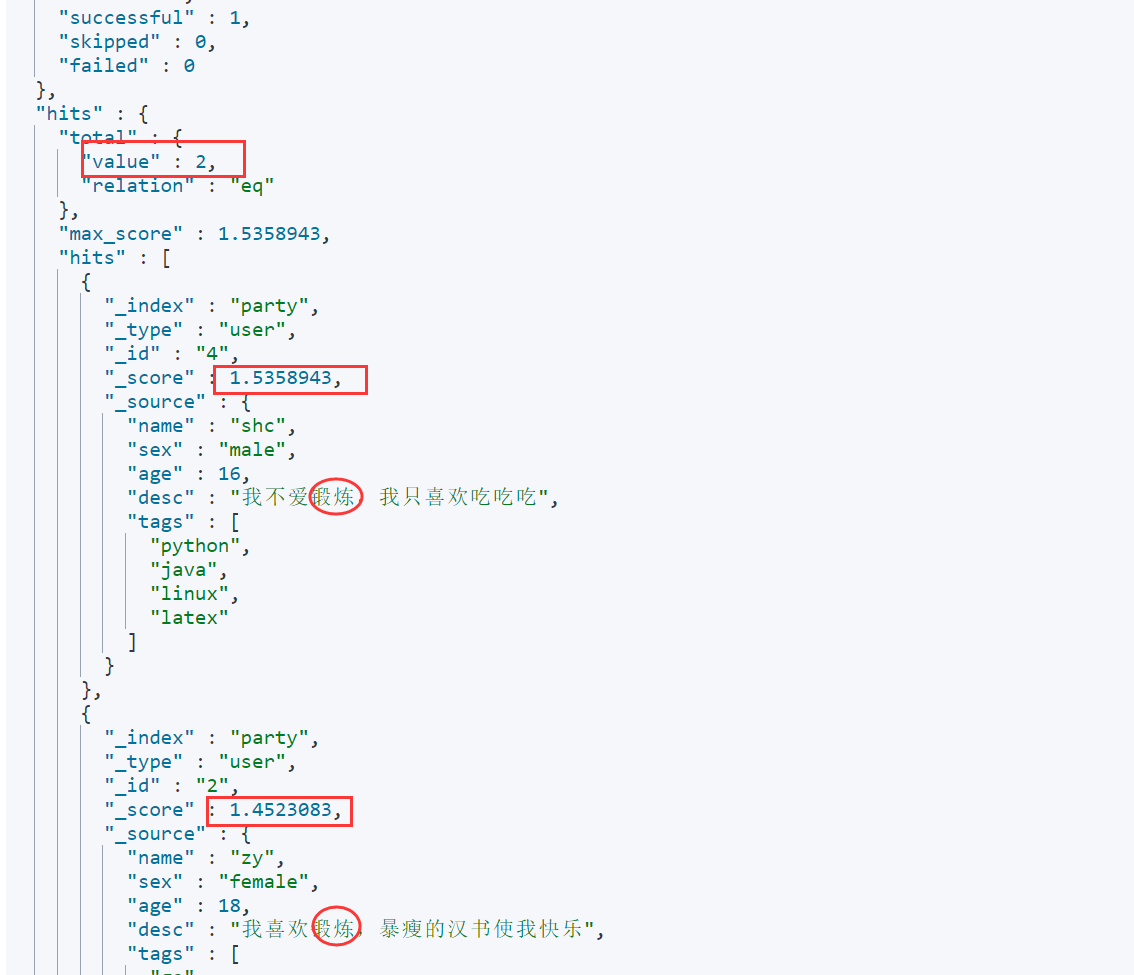 "successful" : 1,
"skipped" : 0,
"failed" : 0
},
"hits" : {
"total" : {
"value" : 2,
"relation" : "eq"
},
"max_score" : 1.5358943,
"hits" : [
{
"_index" : "party",
"_type" : "user",
"_id" : "4",
"_score" : 1.5358943,
"_source" : {
"name" : "shc",
"sex" : "male",
"age" : 16,
"desc" : "我不爱锻炼，我只喜欢吃吃吃",
"tags" : [
"python",
"java",
"linux",
"latex"
]
}
},
{
"_index" : "party",
"_type" : "user",
"_id" : "2",
"_score" : 1.4523083,
"_source" : {
"name" : "zy",
"sex" : "female",
"age" : 18,
"desc" : "我喜欢锻炼，暴瘦的汉书使我快乐",
"tags" : [